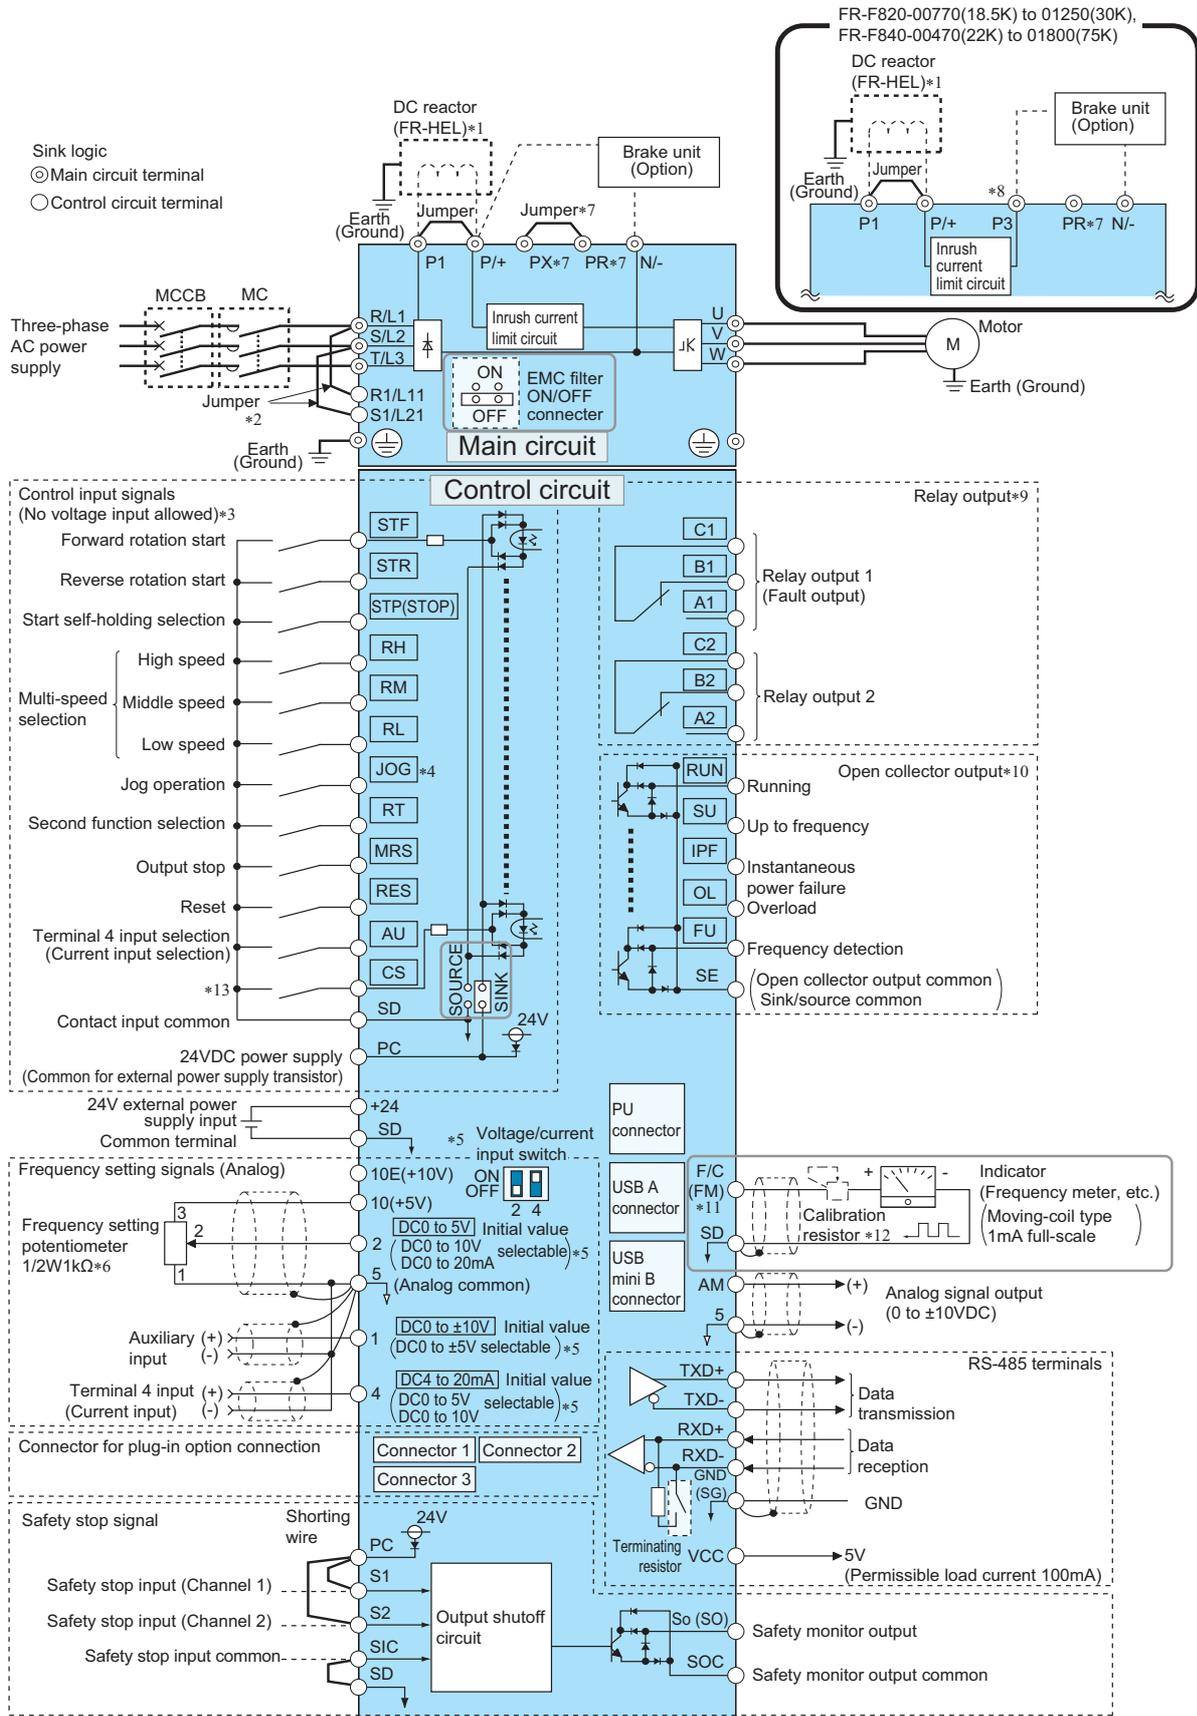 FR-F820-00770(18.5K) to 01250(30K),
FR-F840-00470(22K) to 01800(75K)
DC reactor
(FR-HEL)*1
Brake unit
(Option)
Earth
(Ground)
Jumper
*8
P1
P/+
P3
PR*7
N/-
Inrush
current
limit circuit
Sink logic
Main circuit terminal
Control circuit terminal
DC reactor
(FR-HEL)*1
Brake unit
(Option)
Earth
(Ground)
Jumper
Jumper*7
P1
P/+
PX*7
PR*7
N/-
MCCB
MC
Three-phase
AC power
supply
R/L1
S/L2
T/L3
R1/L11
S1/L21
Jumper
*2
Earth
(Ground)
Inrush current
limit circuit
ON
OFF
EMC filter
ON/OFF
connecter
Main circuit
U
V
W
Motor
M
Earth (Ground)
Control circuit
Control input signals
(No voltage input allowed)*3
Forward rotation start
STF
Reverse rotation start
STR
Start self-holding selection
STP(STOP)
Multi-speed
selection
High speed
RH
Middle speed
RM
Low speed
RL
Jog operation
JOG
*4
Second function selection
RT
Output stop
MRS
Reset
RES
Terminal 4 input selection
(Current input selection)
AU
*13
CS
SOURCE
SINK
Contact input common
SD
24V
24VDC power supply
(Common for external power supply transistor)
PC
Relay output*9
C1
B1
A1
Relay output 1
(Fault output)
C2
B2
A2
Relay output 2
Open collector output*10
RUN
Running
SU
Up to frequency
IPF
Instantaneous
power failure
OL
Overload
FU
Frequency detection
SE
Open collector output common
Sink/source common
24V external power
supply input
Common terminal
+24
SD
*5
Voltage/current
input switch
ON
OFF
2 4
Frequency setting signals (Analog)
10E(+10V)
10(+5V)
Frequency setting
potentiometer
1/2W1kΩ*6
3
2
1
2
DC0 to 5V
Initial value
(DC0 to 10V
DC0 to 20mA
selectable)*5
5
(Analog common)
Auxiliary
input
(+)
(-)
1
DC0 to ±10V
Initial value
(DC0 to ±5V selectable)*5
Terminal 4 input
(Current input)
(+)
(-)
4
DC4 to 20mA
Initial value
(DC0 to 5V
DC0 to 10V
selectable)*5
PU
connector
USB A
connector
USB
mini B
connector
F/C
(FM)
*11
SD
+
-
Calibration
resistor *12
Indicator
(Frequency meter, etc.)
(Moving-coil type
1mA full-scale)
AM
(+)
5
(-)
Analog signal output
(0 to ±10VDC)
RS-485 terminals
TXD+
TXD-
Data
transmission
RXD+
RXD-
Data
reception
GND
(SG)
GND
Terminating
resistor
VCC
5V
(Permissible load current 100mA)
Connector for plug-in option connection
Connector 1
Connector 2
Connector 3
Safety stop signal
Shorting
wire
24V
PC
Safety stop input (Channel 1)
S1
Safety stop input (Channel 2)
S2
Safety stop input common
SIC
SD
Output shutoff
circuit
So (SO)
Safety monitor output
SOC
Safety monitor output common